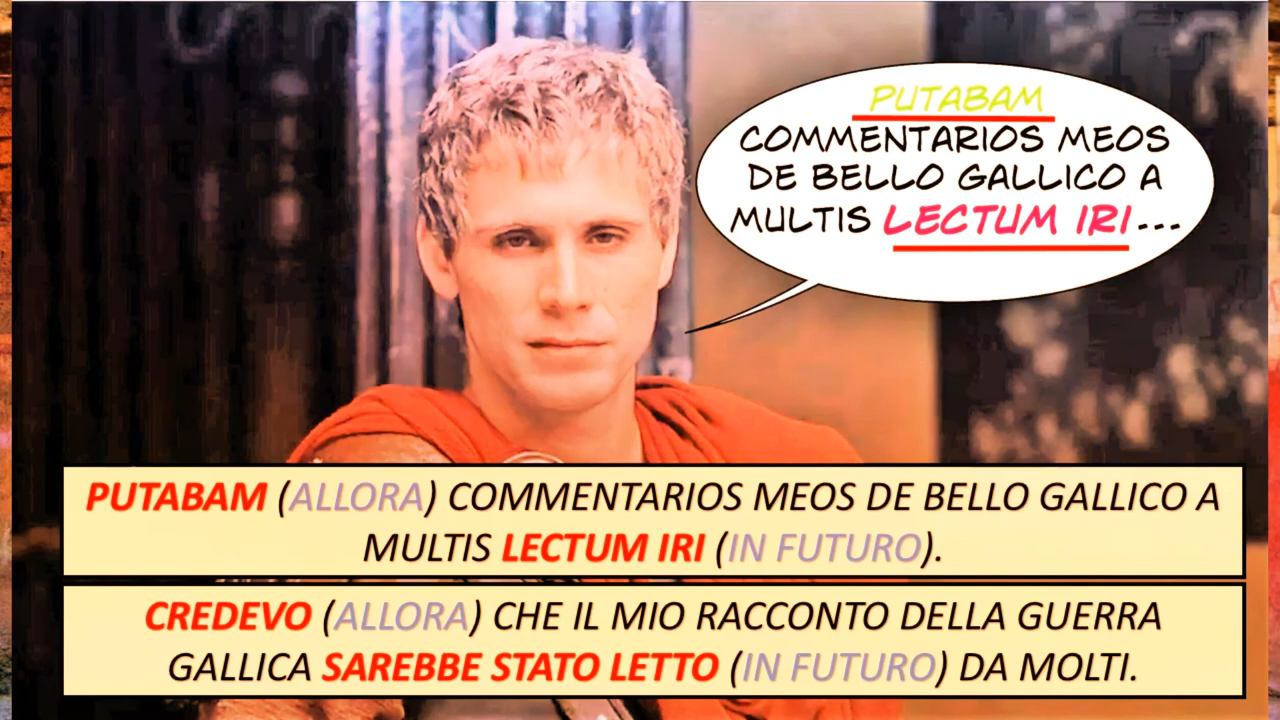 PUTABAM
COMMENTARIOS MEOS
DE BELLO GALLICO A
MULTIS LECTUM IRI...
PUTABAM (ALLORA) COMMENTARIOS MEOS DE BELLO GALLICO A
MULTIS LECTUM IRI (IN FUTURO).
CREDEVO (ALLORA) CHE IL MIO RACCONTO DELLA GUERRA
GALLICA SAREBBE STATO LETTO (IN FUTURO) DA MOLTI.